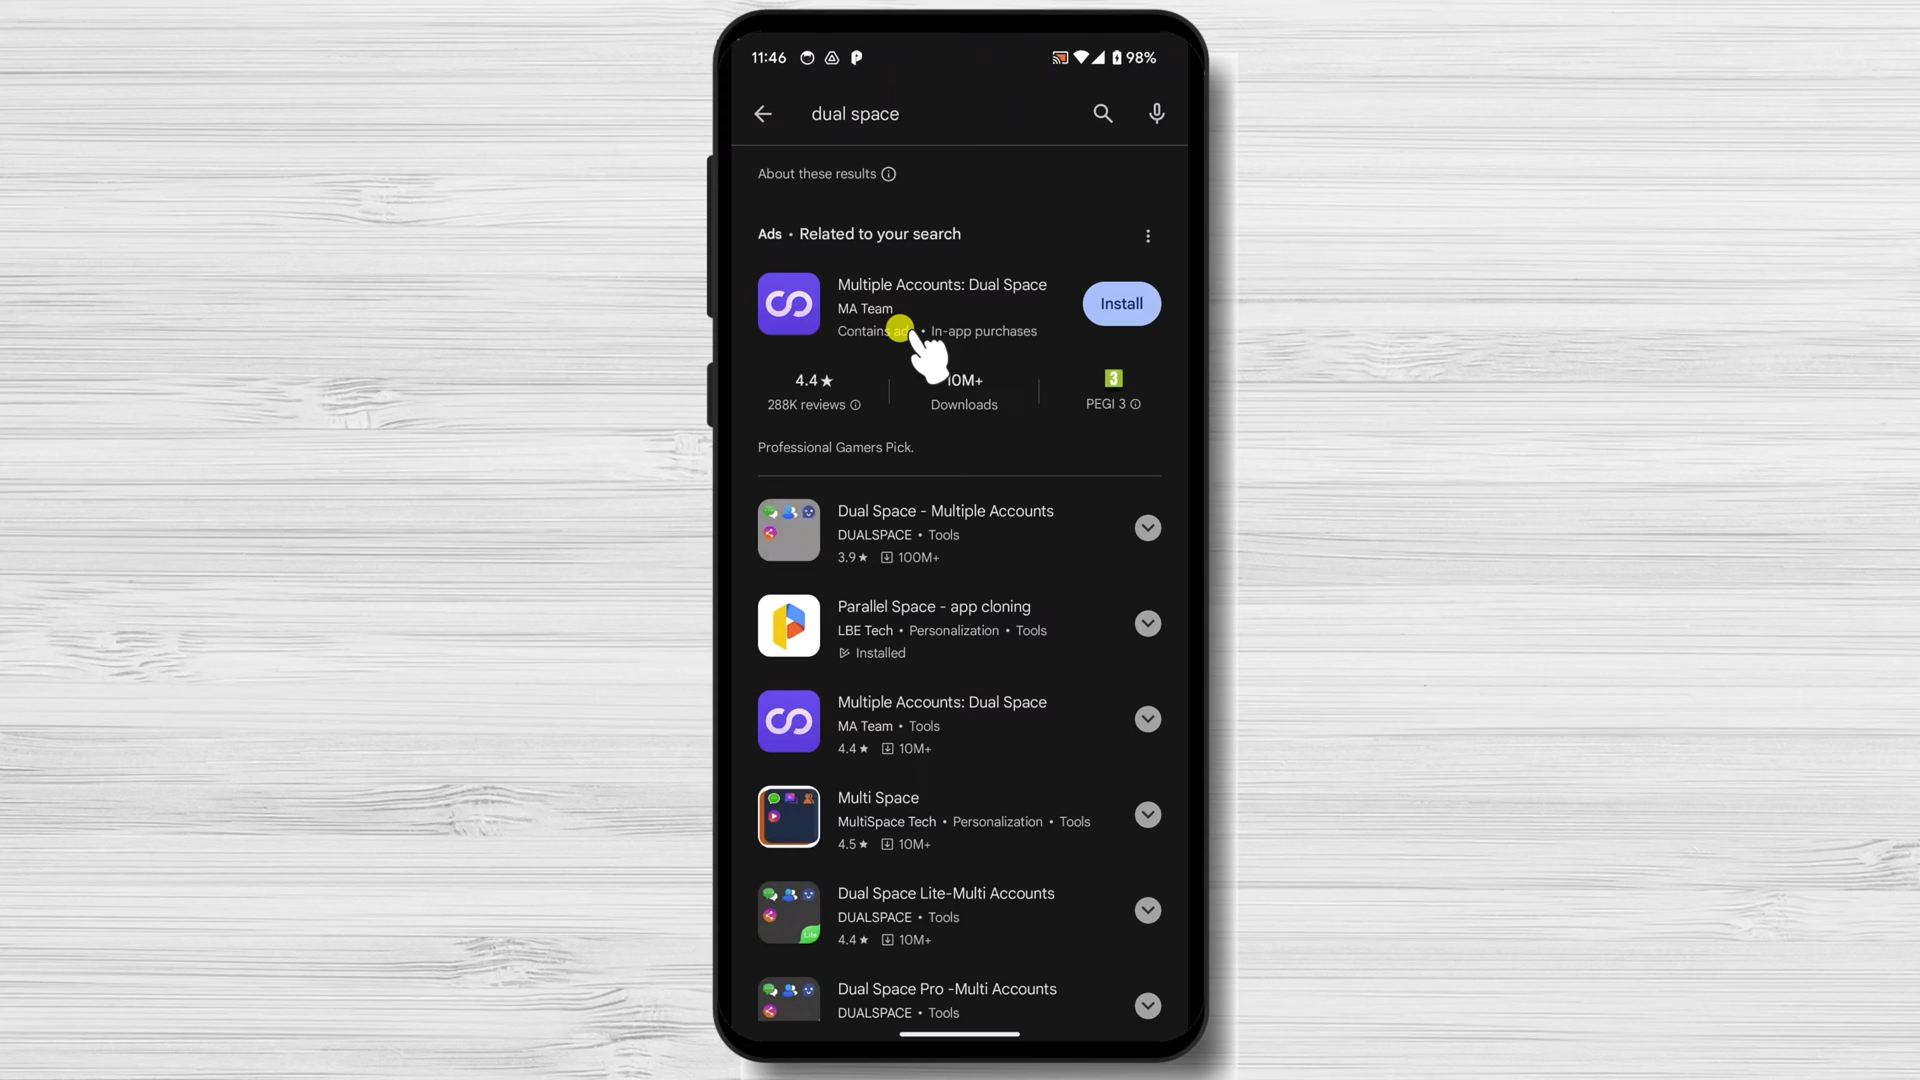 11:46 98%
dual space
About these results
Ads • Related to your search
Multiple Accounts: Dual Space
MA Team
Contains • In-app purchases
Install
4.4★ 10M+ 3
288K reviews Downloads PEGI 3
Professional Gamers Pick.
Dual Space - Multiple Accounts
DUALSPACE • Tools
3.9★ 100M+
Parallel Space - app cloning
LBE Tech • Personalization • Tools
Installed
Multiple Accounts: Dual Space
MA Team • Tools
4.4★ 10M+
Multi Space
MultiSpace Tech • Personalization • Tools
4.5★ 10M+
Dual Space Lite-Multi Accounts
DUALSPACE • Tools
Lite
4.4★ 10M+
Dual Space Pro -Multi Accounts
DUALSPACE • Tools